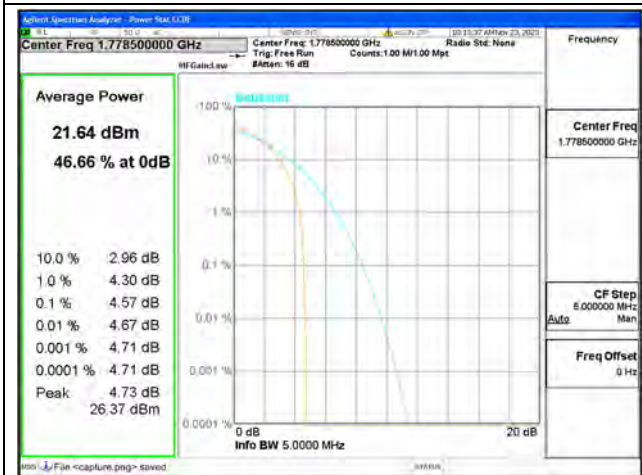 Agilent Spectrum Analyzer - Power Stat CCDF
Center Freq 1.778500000 GHz
Center Freq: 1.778500000 GHz
Radio Std: None
Trig: Free Run
Counts:1.00 M/1.00 Mpt
#IFGain:Low
#Atten: 16 dB
Frequency
Average Power
21.64 dBm
46.66 % at 0dB
10.0 % 2.96 dB
1.0 % 4.30 dB
0.1 % 4.57 dB
0.01 % 4.67 dB
0.001 % 4.71 dB
0.0001 % 4.71 dB
Peak 4.73 dB
26.37 dBm
Gaussian
100 %
10 %
1 %
0.1 %
0.01 %
0.001 %
0.0001 %
0 dB
20 dB
Info BW 5.0000 MHz
Center Freq
1.778500000 GHz
CF Step
5.000000 MHz
Auto Man
Freq Offset
0 Hz
MSG File <capture.png> saved
STATUS